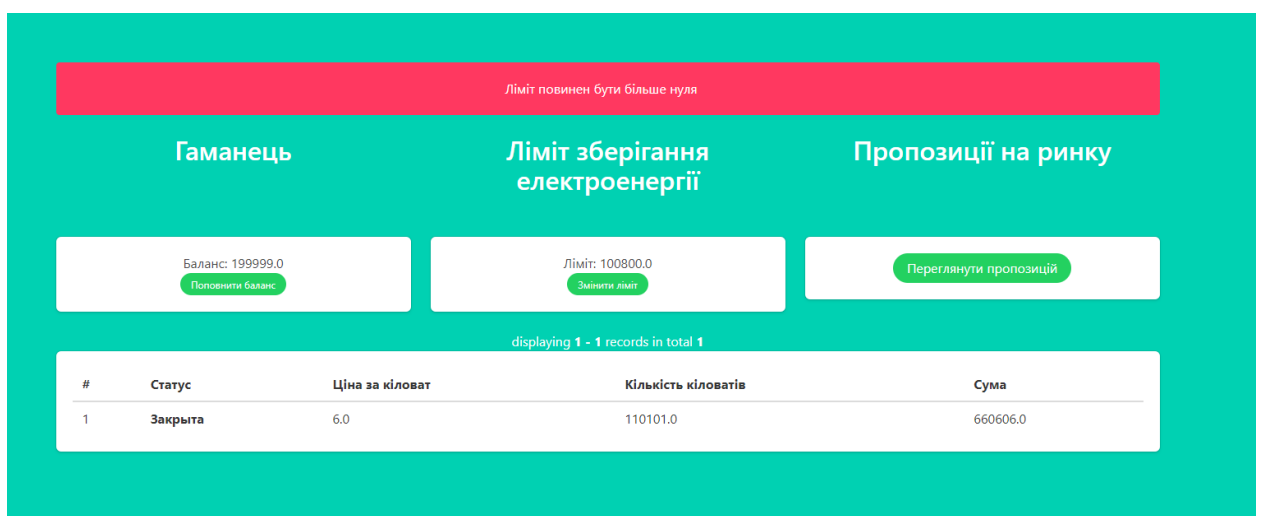 Ліміт повинен бути більше нуля
Гаманець
Ліміт зберігання
електроенергії
Пропозиції на ринку
Баланс: 199999.0
Поповнити баланс
Ліміт: 100800.0
Змінити ліміт
Переглянути пропозицій
displaying 1 - 1 records in total 1
# Статус Ціна за кіловат Кількість кіловатів Сума
1 Закрыта 6.0 110101.0 660606.0